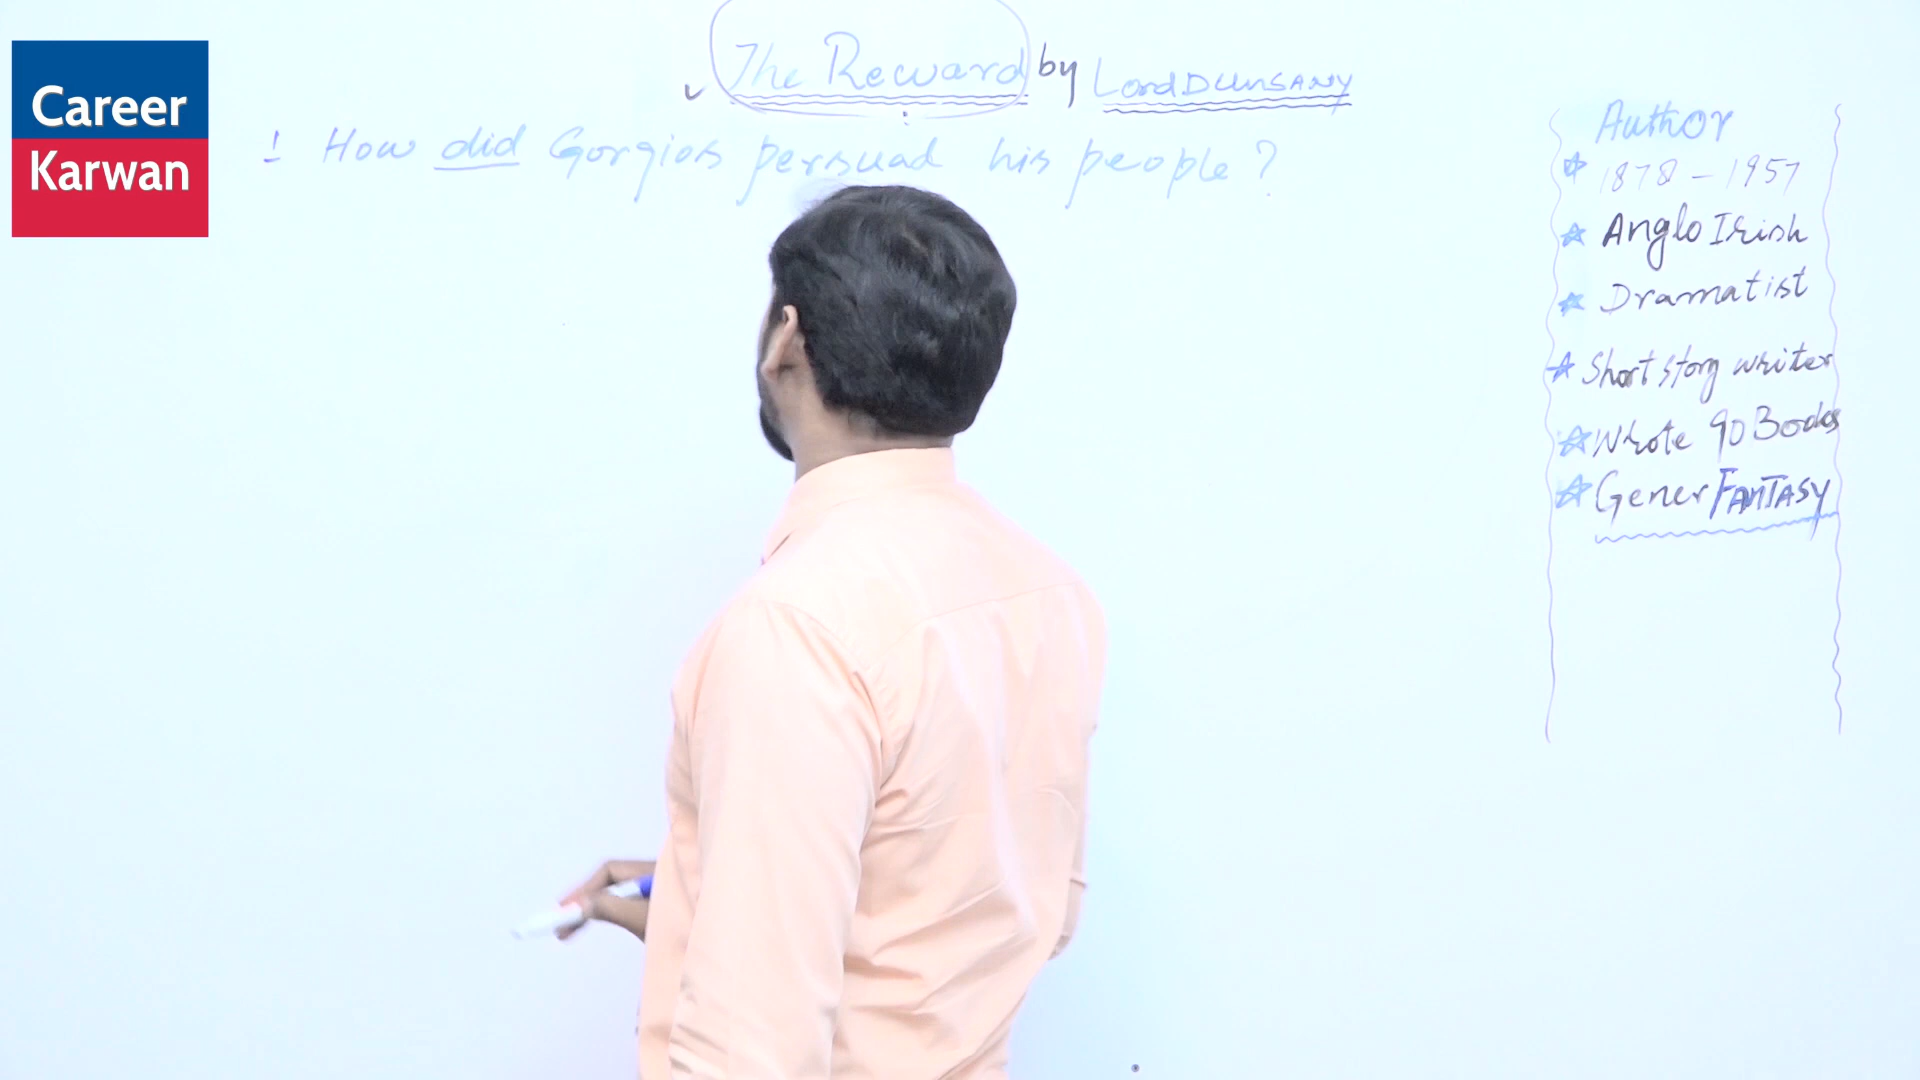 Career
Karwan
The Reward by Lord DUNSANY
1 How did Gorgios persuad his people?
Author
1878 - 1957
Anglo Irish
Dramatist
Short story writer
Wrote 90 Books
Gener FANTASY